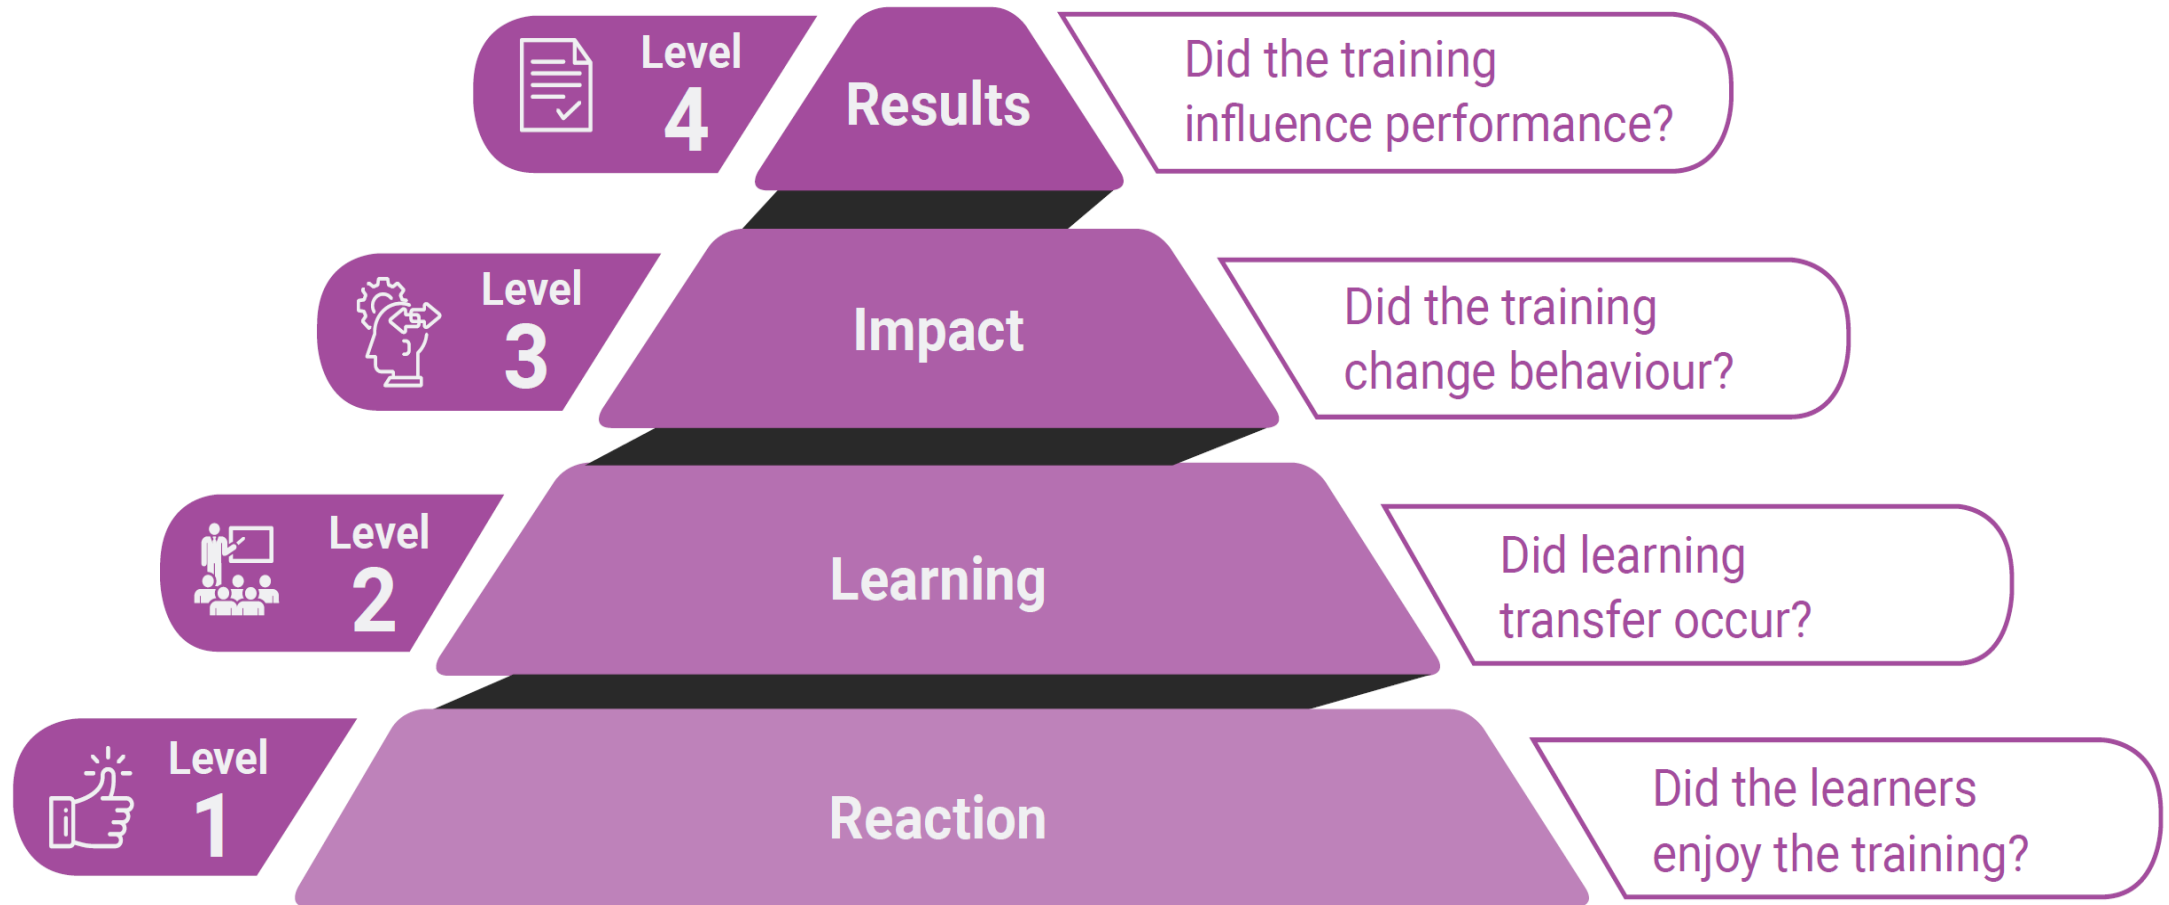 Level
4
Results
Did the training
influence performance?
Level
3
Impact
Did the training
change behaviour?
Level
2
Learning
Did learning
transfer occur?
Level
1
Reaction
Did the learners
enjoy the training?